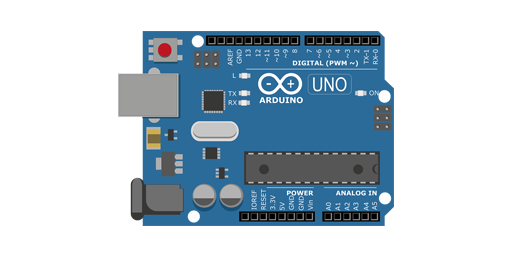 AREF
GND
13
12
~11
~10
~9
8
7
~6
~5
4
~3
2
TX-1
RX-0
DIGITAL (PWM ~)
L
TX
RX
ARDUINO
UNO
ON
POWER
ANALOG IN
IOREF
RESET
3.3V
5V
GND
GND
Vin
A0
A1
A2
A3
A4
A5